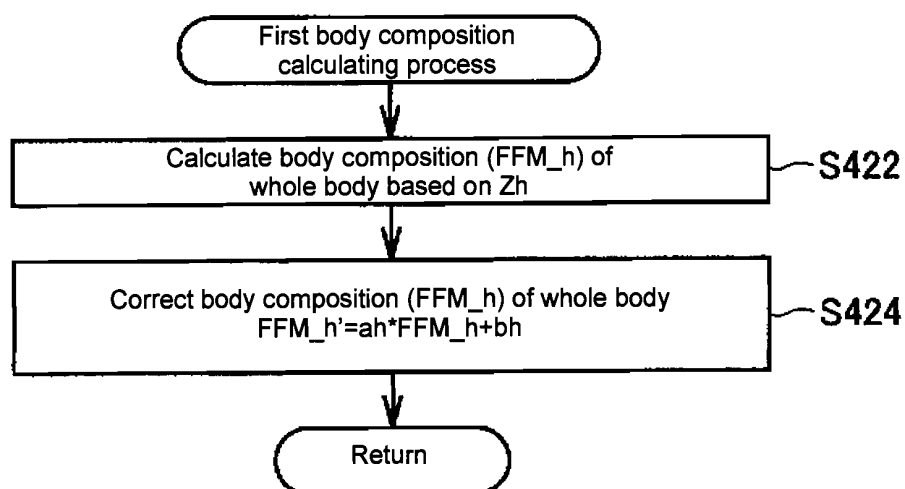 First body composition
calculating process
Calculate body composition (FFM_h) of
whole body based on Zh
S422
Correct body composition (FFM_h) of whole body
FFM_h'=ah*FFM_h+bh
S424
Return